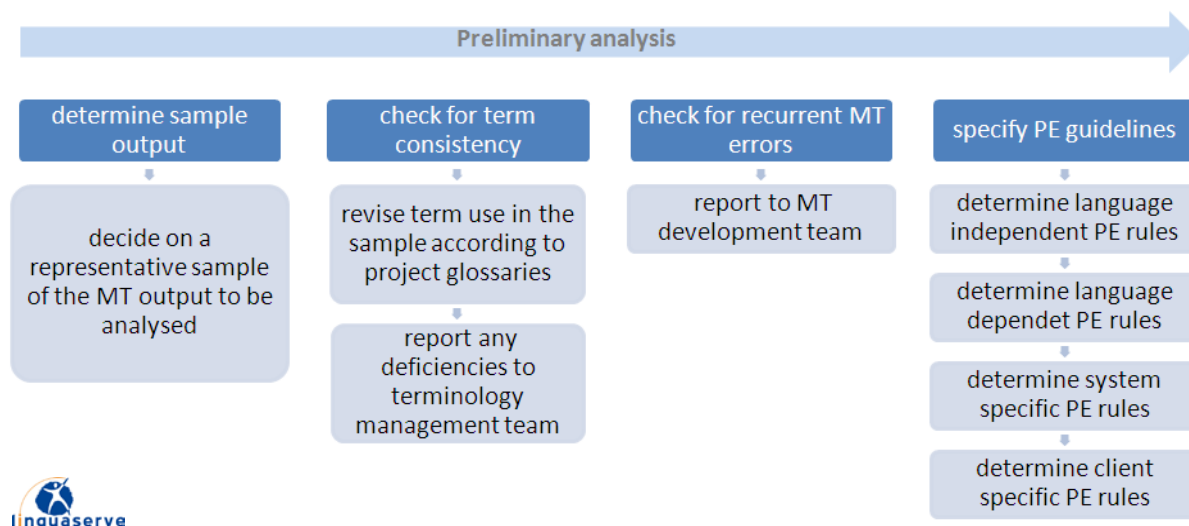 Preliminary analysis
determine sample
output
decide on a
representative sample
of the MT output to be
analysed
check for term
consistency
revise term use in the
sample according to
project glossaries
report any
deficiencies to
terminology
management team
check for recurrent MT
errors
report to MT
development team
specify PE guidelines
determine language
independent PE rules
determine language
dependet PE rules
determine system
specific PE rules
determine client
specific PE rules
linguaserve